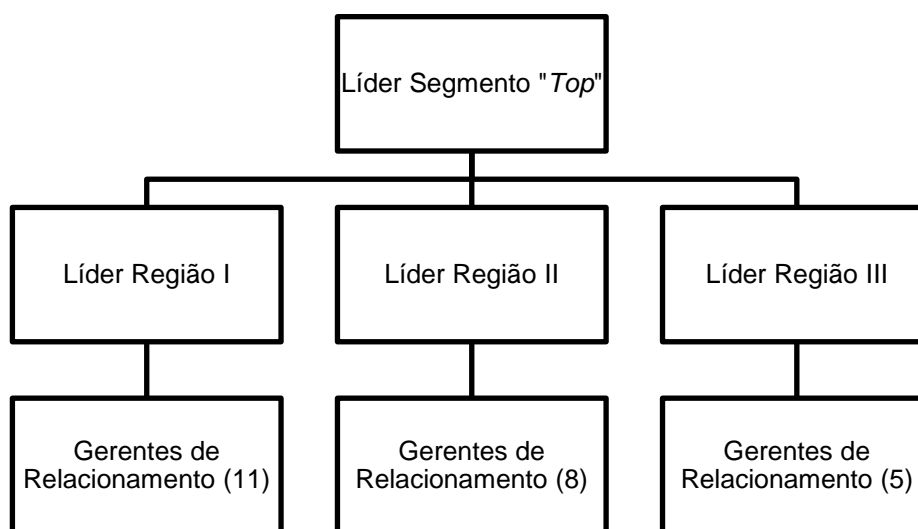 Líder Segmento "Top"
Líder Região I
Líder Região II
Líder Região III
Gerentes de
Relacionamento (11)
Gerentes de
Relacionamento (8)
Gerentes de
Relacionamento (5)